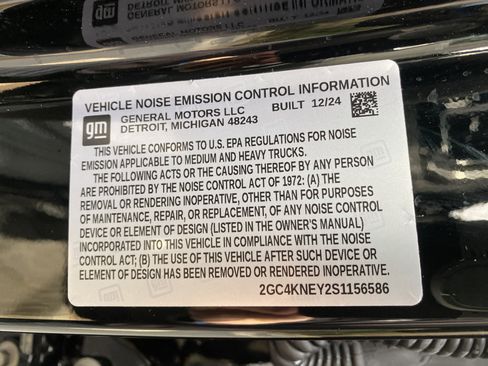 VEHICLE NOISE EMISSION CONTROL INFORMATION
gm
GENERAL MOTORS LLC BUILT 12/24
DETROIT, MICHIGAN 48243
THIS VEHICLE CONFORMS TO U.S. EPA REGULATIONS FOR NOISE
EMISSION APPLICABLE TO MEDIUM AND HEAVY TRUCKS.
THE FOLLOWING ACTS OR CAUSING THEREOF BY ANY PERSON
ARE PROHIBITED BY THE NOISE CONTROL ACT OF 1972: (A) THE
REMOVAL OR RENDERING INOPERATIVE, OTHER THAN FOR PURPOSES
OF MAINTENANCE, REPAIR, OR REPLACEMENT, OF ANY NOISE CONTROL
DEVICE OR ELEMENT OF DESIGN (LISTED IN THE OWNER'S MANUAL)
INCORPORATED INTO THIS VEHICLE IN COMPLIANCE WITH THE NOISE
CONTROL ACT; (B) THE USE OF THIS VEHICLE AFTER SUCH DEVICE OR
ELEMENT OF DESIGN HAS BEEN REMOVED OR RENDERED INOPERATIVE.
2GC4KNEY2S1156586